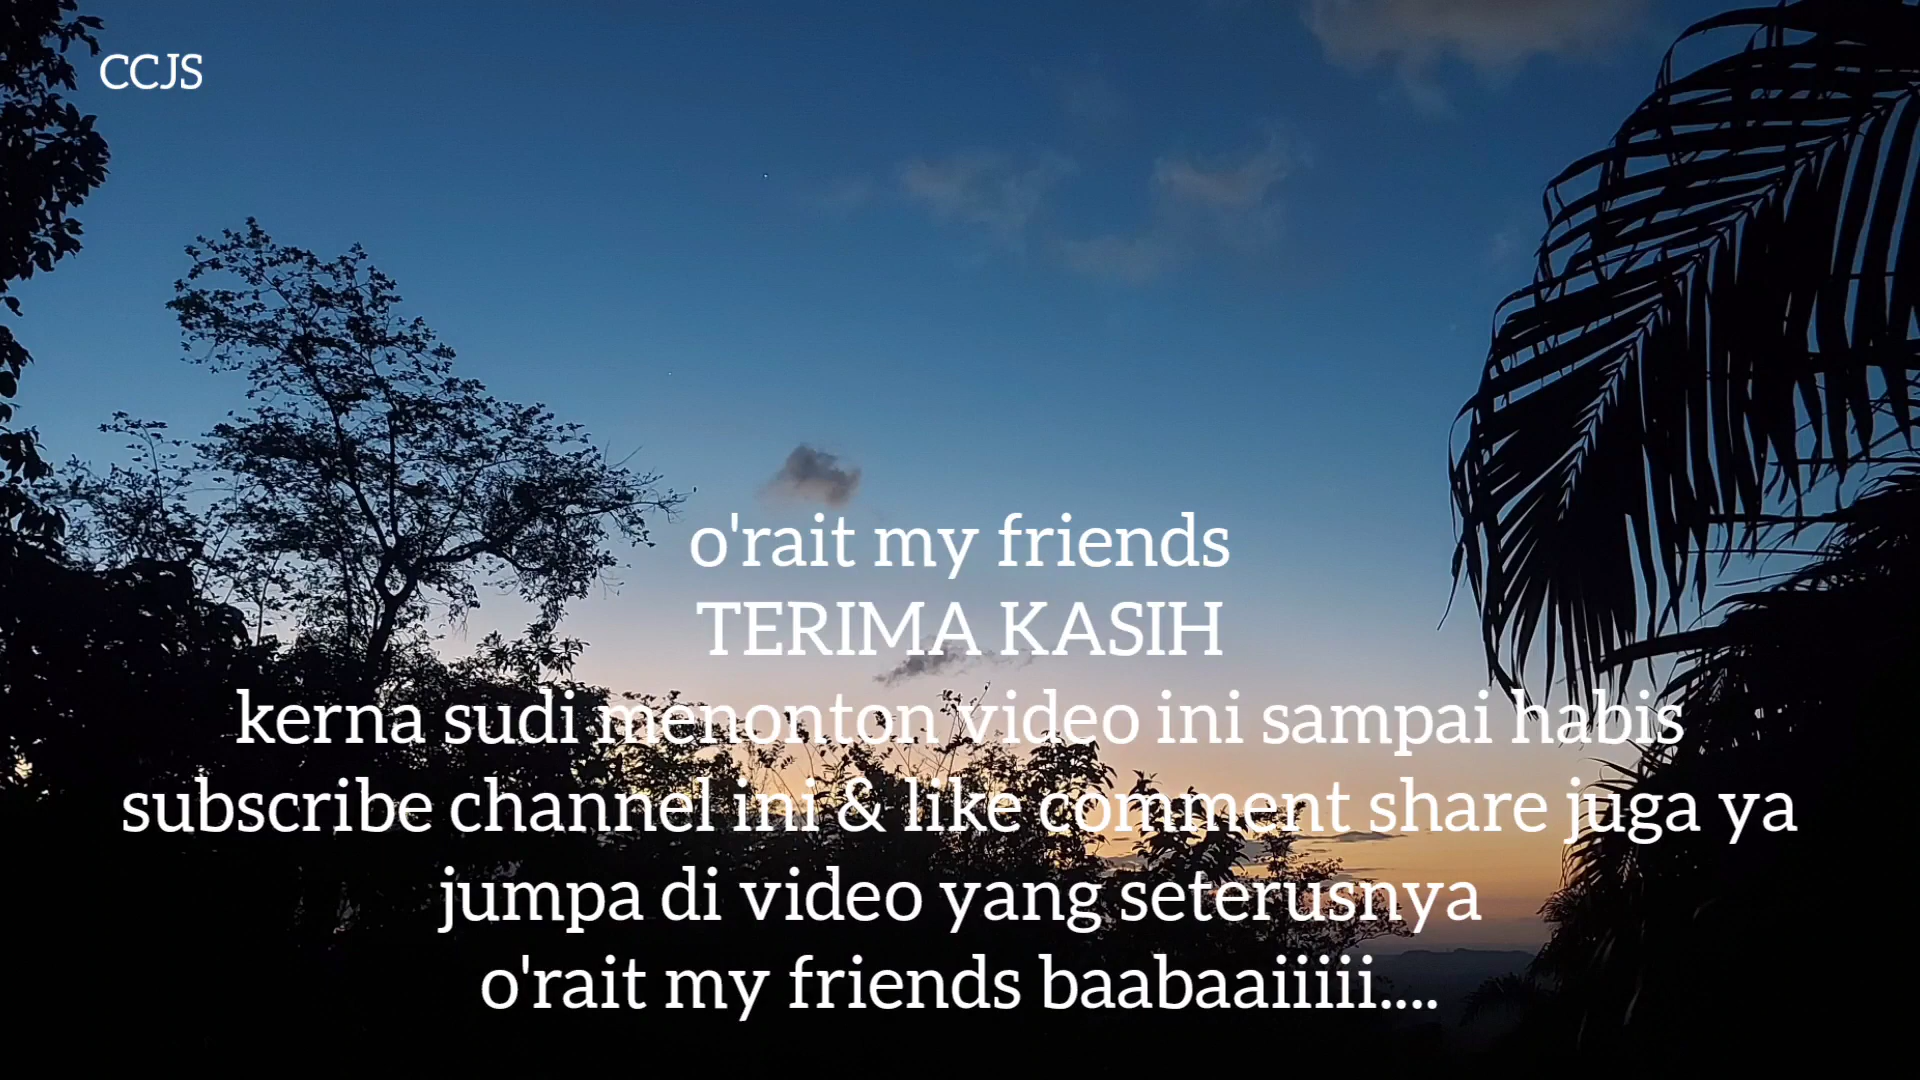 CCJS
o'rait my friends
TERIMA KASIH
kerna sudi menonton video ini sampai habis
subscribe channel ini & like comment share juga ya
jumpa di video yang seterusnya
o'rait my friends baabaaiiiii....